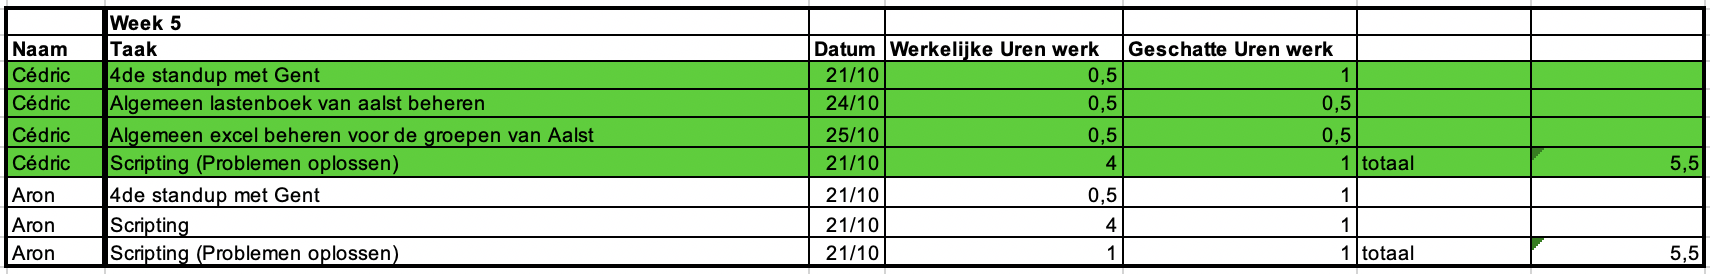 Week 5
Naam Taak Datum Werkelijke Uren werk Geschatte Uren werk
Cédric 4de standup met Gent 21/10 0,5 1
Cédric Algemeen lastenboek van aalst beheren 24/10 0,5 0,5
Cédric Algemeen excel beheren voor de groepen van Aalst 25/10 0,5 0,5
Cédric Scripting (Problemen oplossen) 21/10 4 1 totaal 5,5
Aron 4de standup met Gent 21/10 0,5 1
Aron Scripting 21/10 4 1
Aron Scripting (Problemen oplossen) 21/10 1 1 totaal 5,5